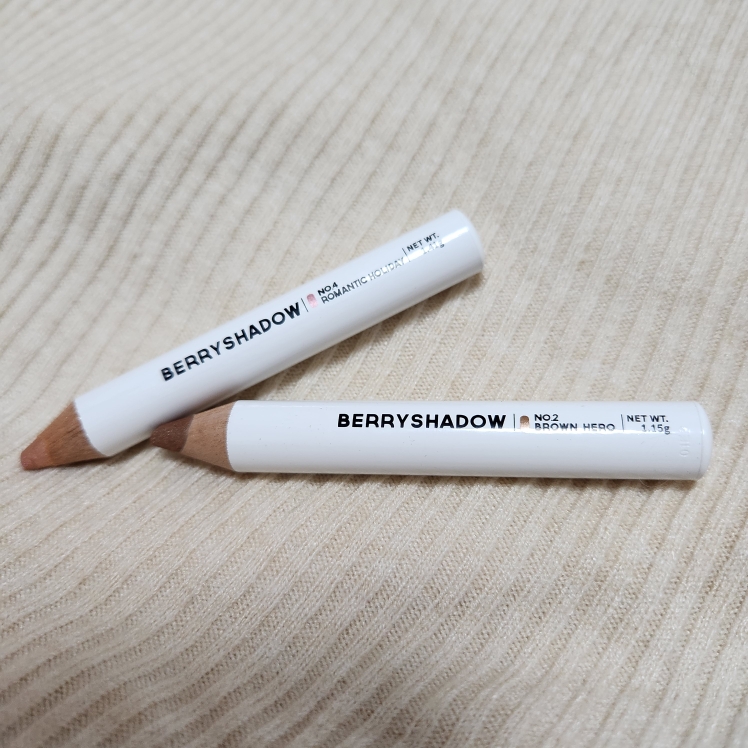 BERRYSHADOW
NO.4
ROMANTIC HOLIDAY
NET WT.
BERRYSHADOW
NO.2
BROWN HERO
NET WT.
1.15g